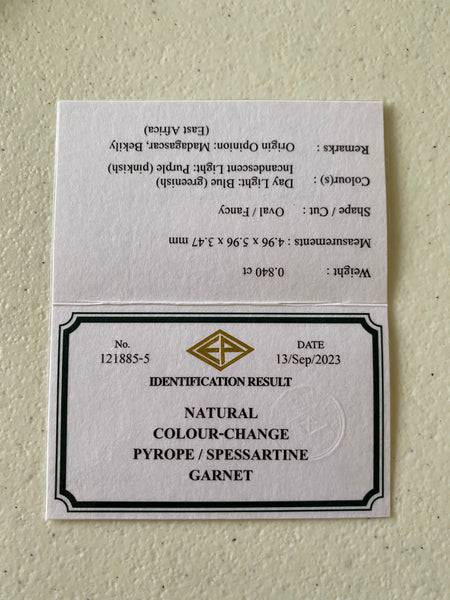 Weight : 0.840 ct
Measurements : 4.96 x 5.96 x 3.47 mm
Shape / Cut : Oval / Fancy
Colour(s) : Day Light: Blue (greenish)
Incandescent Light: Purple (pinkish)
Remarks : Origin Opinion: Madagascar, Bekily
(East Africa)
No. DATE
121885-5 13/Sep/2023
IDENTIFICATION RESULT
NATURAL
COLOUR-CHANGE
PYROPE / SPESSARTINE
GARNET